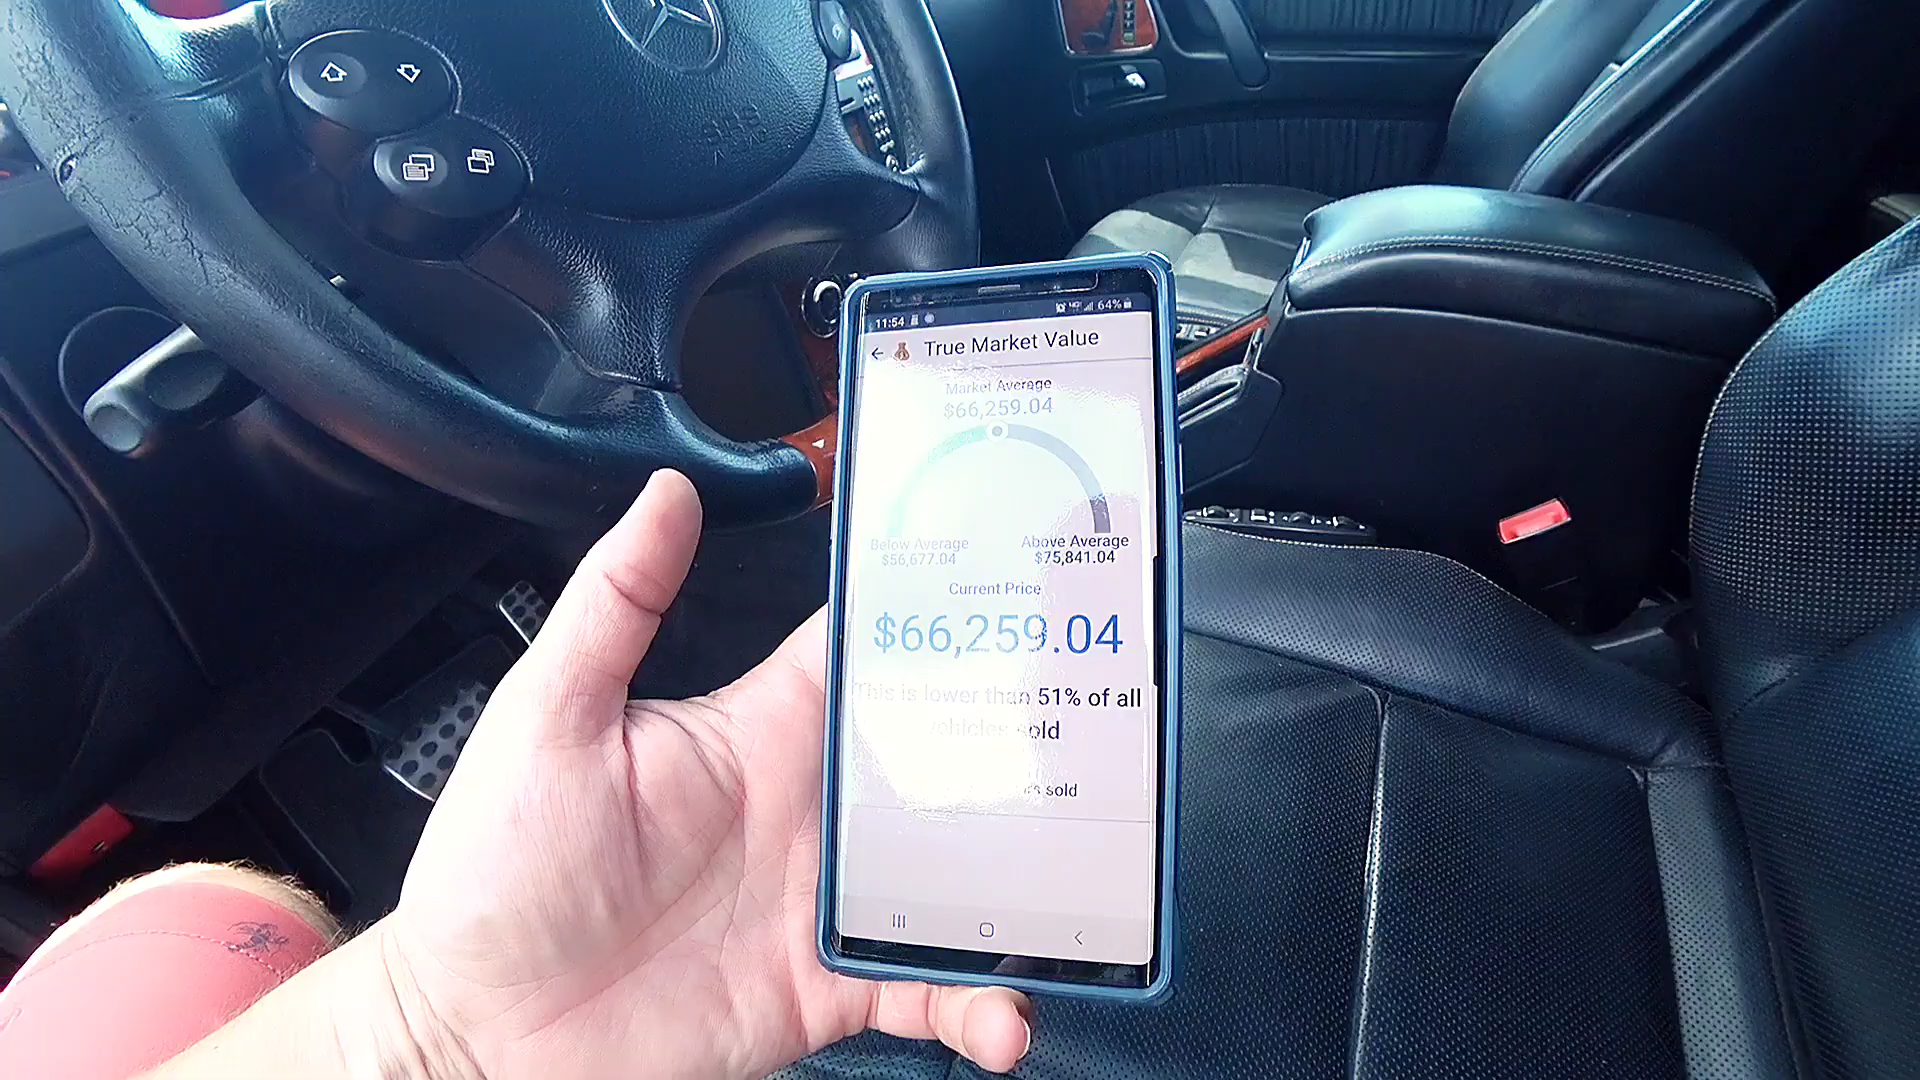 SRS
11:54 64%
True Market Value
Market Average
$66,259.04
Below Average
Above Average
$56,677.04
$75,841.04
Current Price
$66,259.04
This is lower than 51% of all
vehicles sold
sold